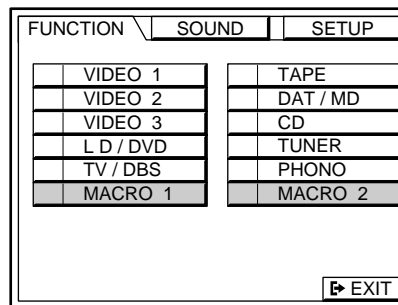 FUNCTION SOUND SETUP
VIDEO 1 TAPE
VIDEO 2 DAT / MD
VIDEO 3 CD
L D / DVD TUNER
TV / DBS PHONO
MACRO 1 MACRO 2
EXIT